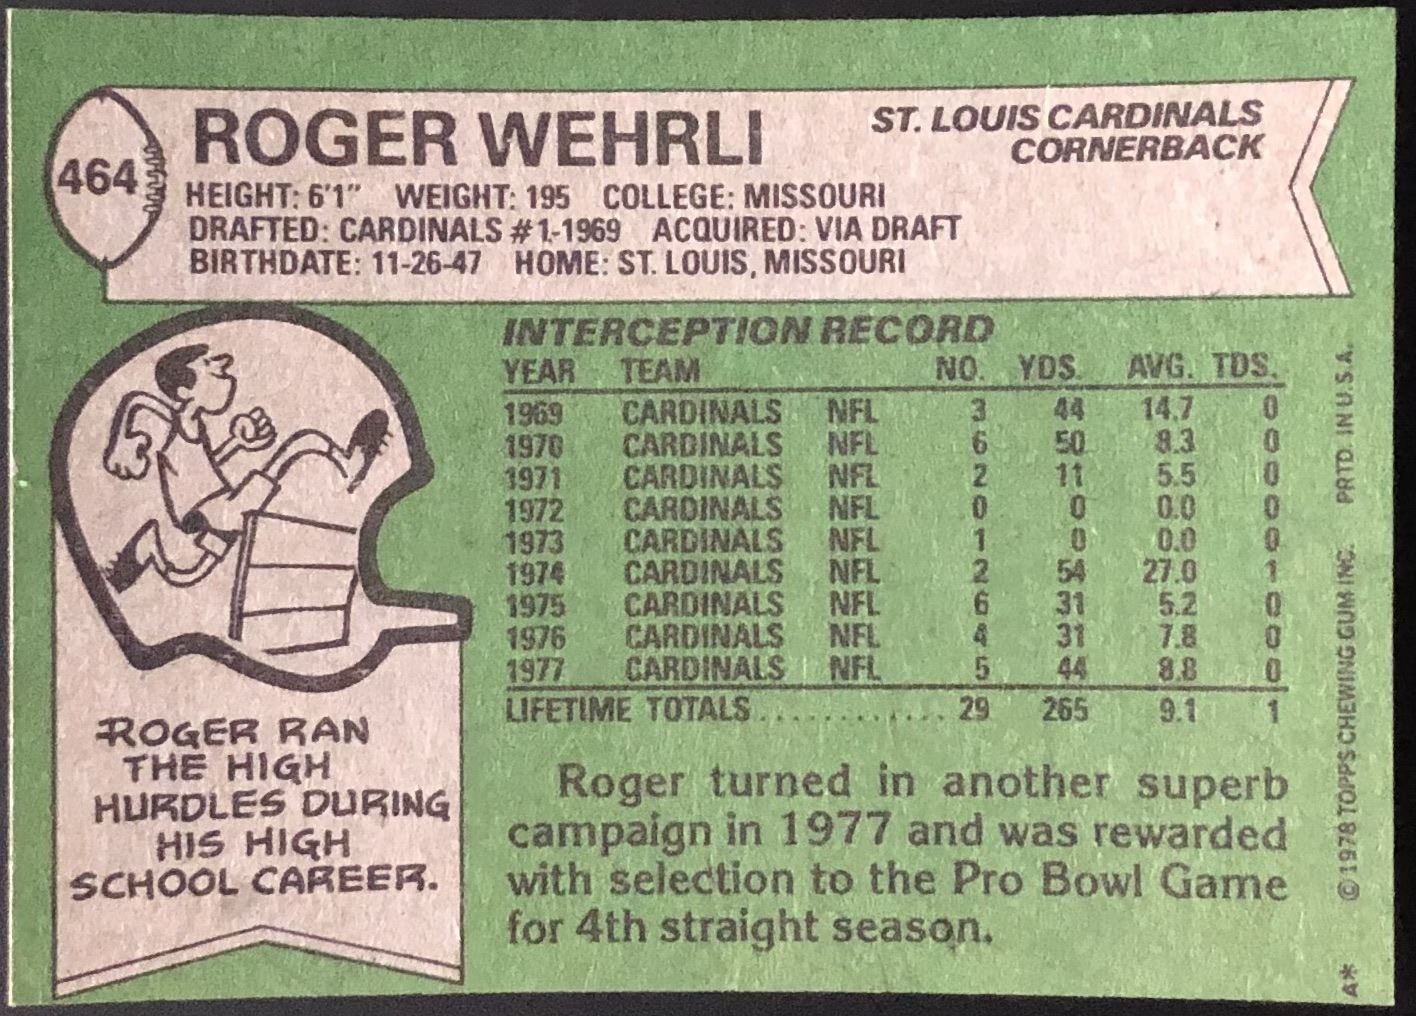 464
ROGER WEHRLI
ST. LOUIS CARDINALS
CORNERBACK
HEIGHT: 6'1" WEIGHT: 195 COLLEGE: MISSOURI
DRAFTED: CARDINALS #1-1969 ACQUIRED: VIA DRAFT
BIRTHDATE: 11-26-47 HOME: ST. LOUIS, MISSOURI
INTERCEPTION RECORD
YEAR TEAM NO. YDS. AVG. TDS.
1969 CARDINALS NFL 3 44 14.7 0
1970 CARDINALS NFL 6 50 8.3 0
1971 CARDINALS NFL 2 11 5.5 0
1972 CARDINALS NFL 0 0 0.0 0
1973 CARDINALS NFL 1 0 0.0 0
1974 CARDINALS NFL 2 54 27.0 1
1975 CARDINALS NFL 6 31 5.2 0
1976 CARDINALS NFL 4 31 7.8 0
1977 CARDINALS NFL 5 44 8.8 0
LIFETIME TOTALS.............. 29 265 9.1 1
ROGER RAN
THE HIGH
HURDLES DURING
HIS HIGH
SCHOOL CAREER.
Roger turned in another superb
campaign in 1977 and was rewarded
with selection to the Pro Bowl Game
for 4th straight season.
A* © 1978 TOPPS CHEWING GUM INC. PRTD. IN U.S.A.